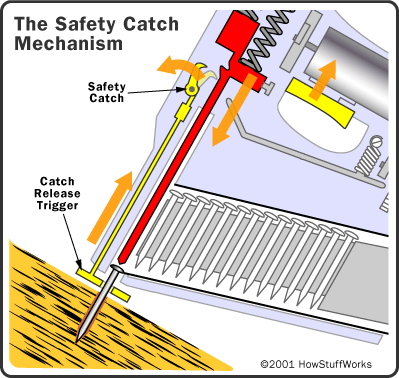 The Safety Catch
Mechanism
Safety
Catch
Catch
Release
Trigger
©2001 HowStuffWorks